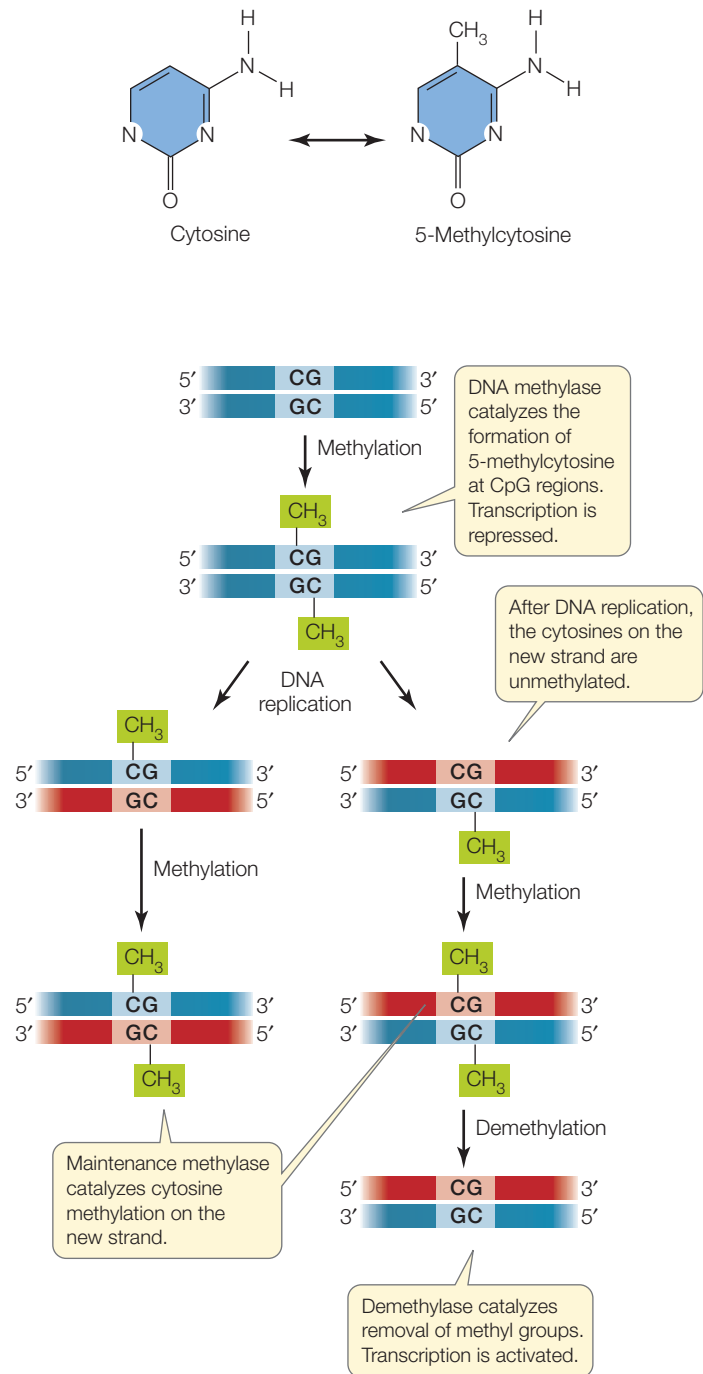 H
N
H
N
N
O
Cytosine
CH3
H
N
H
N
N
O
5-Methylcytosine
5′ CG 3′
3′ GC 5′
DNA methylase
catalyzes the
formation of
5-methylcytosine
at CpG regions.
Transcription is
repressed.
Methylation
CH3
5′ CG 3′
3′ GC 5′
CH3
After DNA replication,
the cytosines on the
new strand are
unmethylated.
DNA
replication
CH3
5′ CG 3′
3′ GC 5′
5′ CG 3′
3′ GC 5′
CH3
Methylation
Methylation
CH3
5′ CG 3′
3′ GC 5′
CH3
CH3
5′ CG 3′
3′ GC 5′
CH3
Maintenance methylase
catalyzes cytosine
methylation on the
new strand.
Demethylation
5′ CG 3′
3′ GC 5′
Demethylase catalyzes
removal of methyl groups.
Transcription is activated.